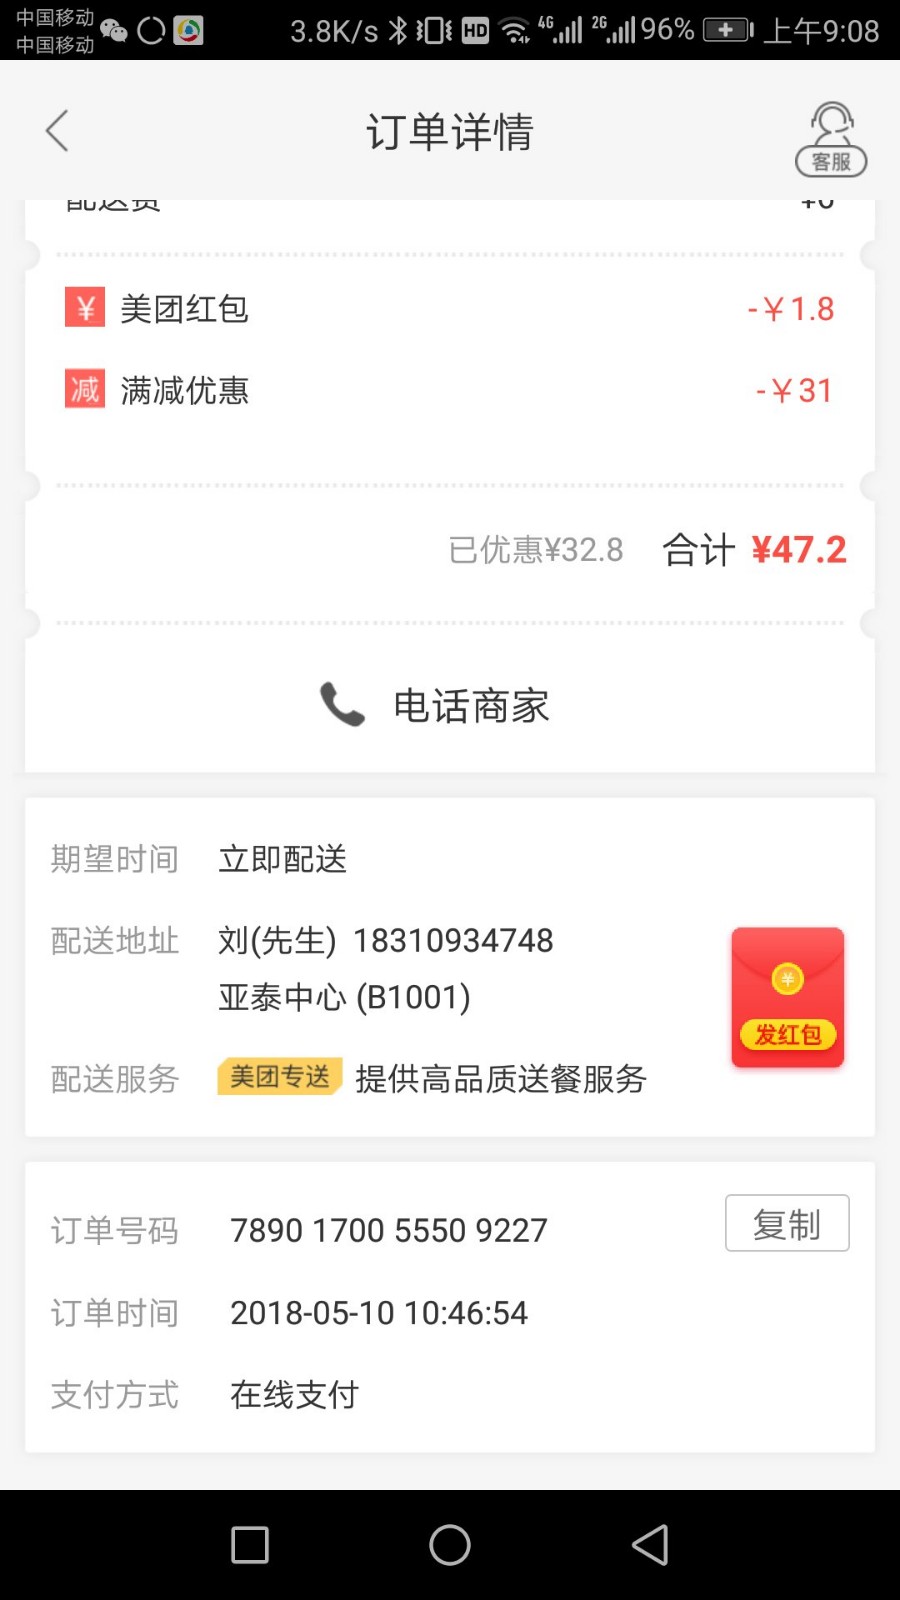 中国移动
中国移动
3.8K/s HD 4G 2G 96% 上午9:08
订单详情
客服
配送费 ¥0
¥ 美团红包 -¥1.8
减 满减优惠 -¥31
已优惠¥32.8 合计 ¥47.2
电话商家
期望时间 立即配送
配送地址 刘(先生) 18310934748
亚泰中心 (B1001)
¥
发红包
配送服务 美团专送 提供高品质送餐服务
订单号码 7890 1700 5550 9227 复制
订单时间 2018-05-10 10:46:54
支付方式 在线支付